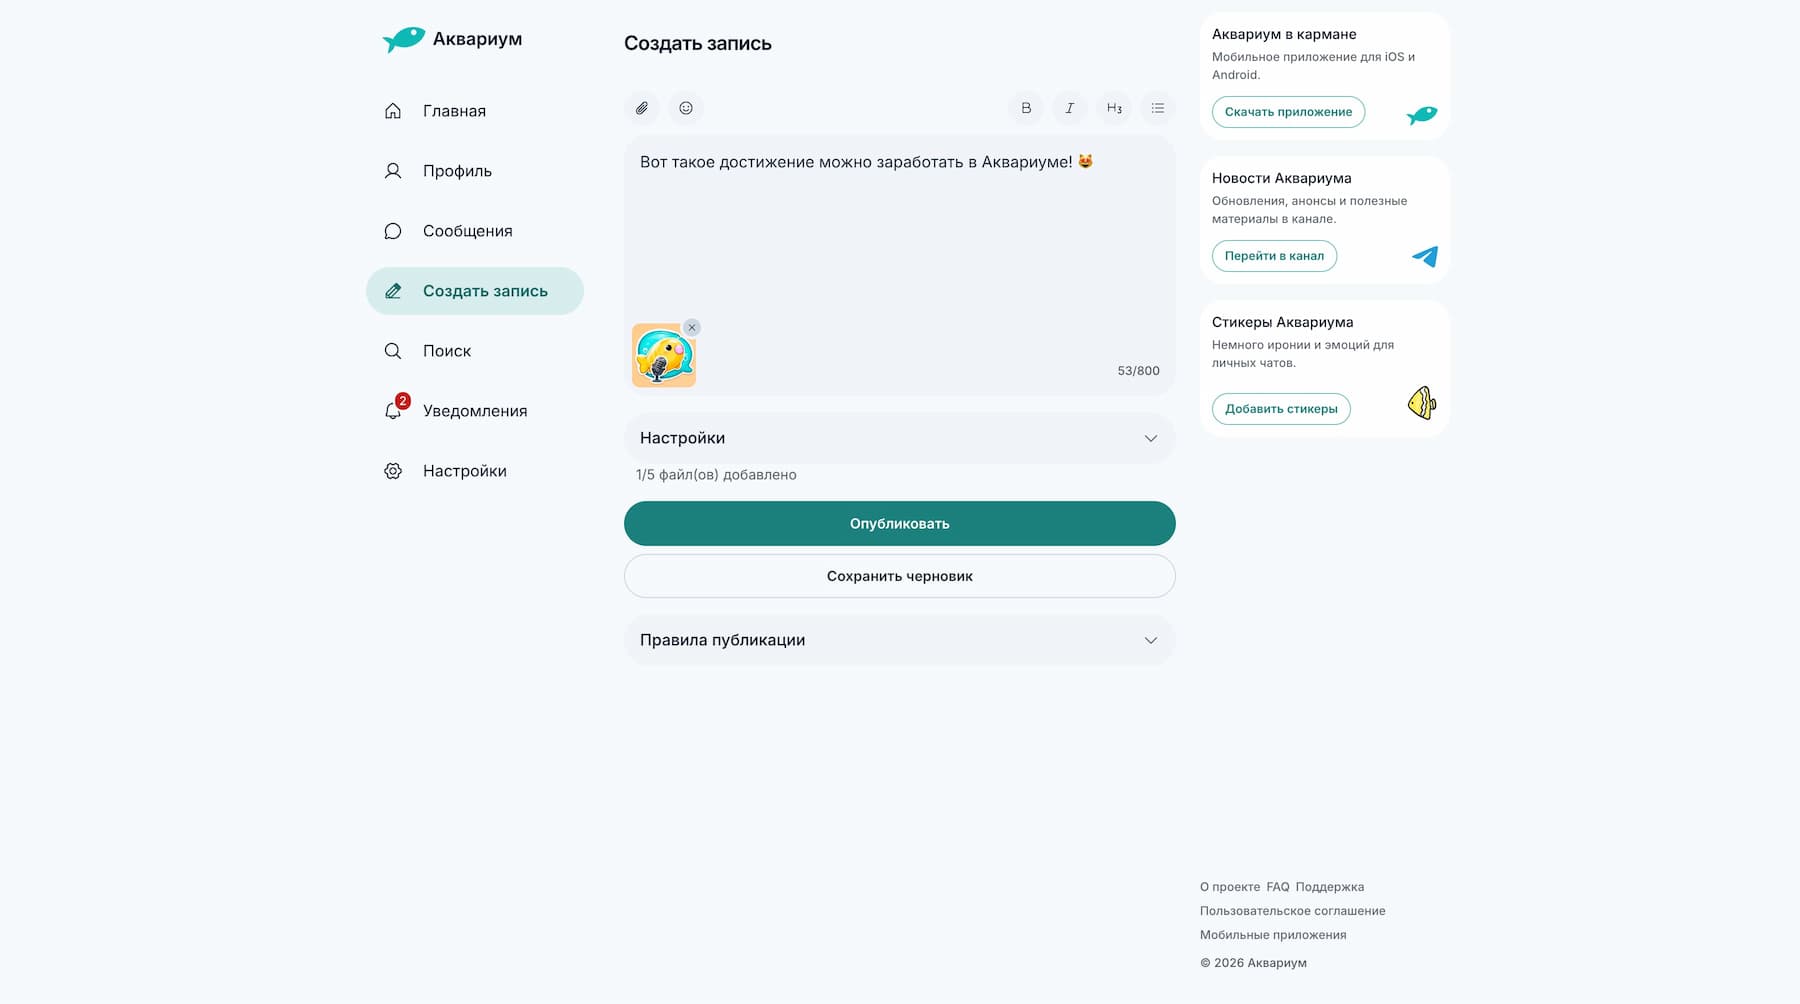 Аквариум
Главная
Профиль
Сообщения
Создать запись
Поиск
2
Уведомления
Настройки
Создать запись
B I H3
Вот такое достижение можно заработать в Аквариуме! 😻
53/800
Настройки
1/5 файл(ов) добавлено
Опубликовать
Сохранить черновик
Правила публикации
Аквариум в кармане
Мобильное приложение для iOS и
Android.
Скачать приложение
Новости Аквариума
Обновления, анонсы и полезные
материалы в канале.
Перейти в канал
Стикеры Аквариума
Немного иронии и эмоций для
личных чатов.
Добавить стикеры
О проекте FAQ Поддержка
Пользовательское соглашение
Мобильные приложения
© 2026 Аквариум